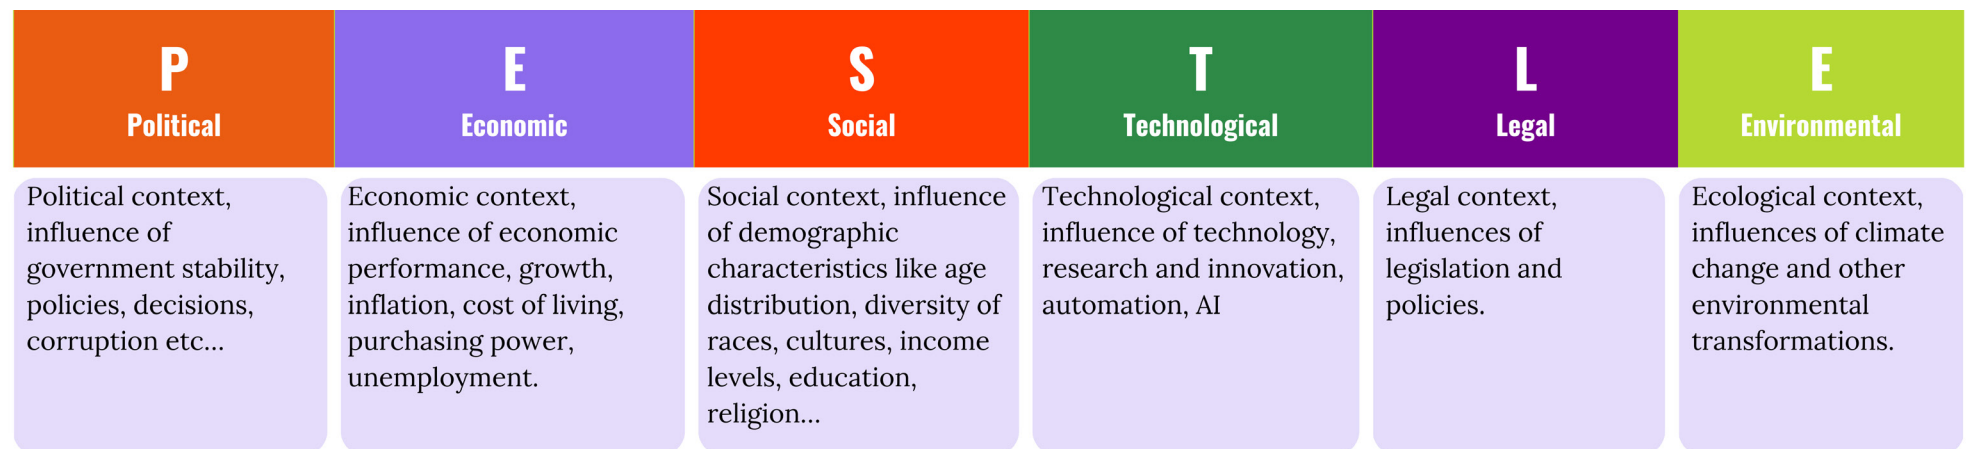 P
Political
E
Economic
S
Social
T
Technological
L
Legal
E
Environmental
Political context,
influence of
government stability,
policies, decisions,
corruption etc...
Economic context,
influence of economic
performance, growth,
inflation, cost of living,
purchasing power,
unemployment.
Social context, influence
of demographic
characteristics like age
distribution, diversity of
races, cultures, income
levels, education,
religion...
Technological context,
influence of technology,
research and innovation,
automation, AI
Legal context,
influences of
legislation and
policies.
Ecological context,
influences of climate
change and other
environmental
transformations.